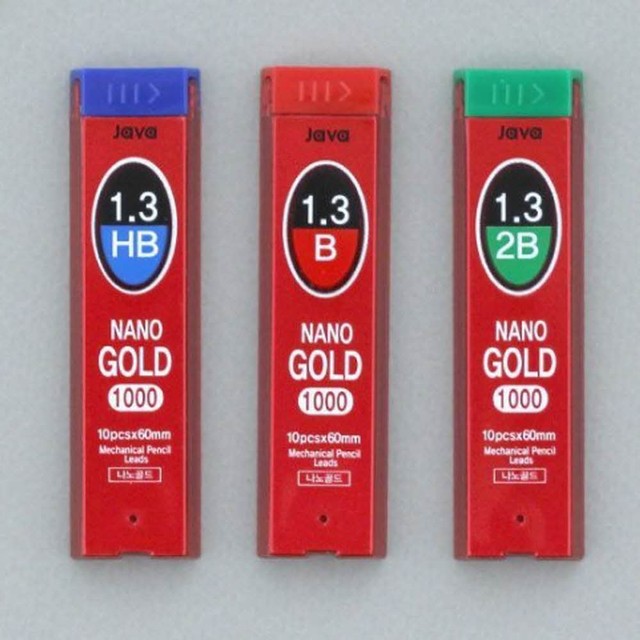 Java
1.3
HB
NANO
GOLD
1000
10pcsx60mm
Mechanical Pencil
Leads
나노골드
Java
1.3
B
NANO
GOLD
1000
10pcsx60mm
Mechanical Pencil
Leads
나노골드
Java
1.3
2B
NANO
GOLD
1000
10pcsx60mm
Mechanical Pencil
Leads
나노골드